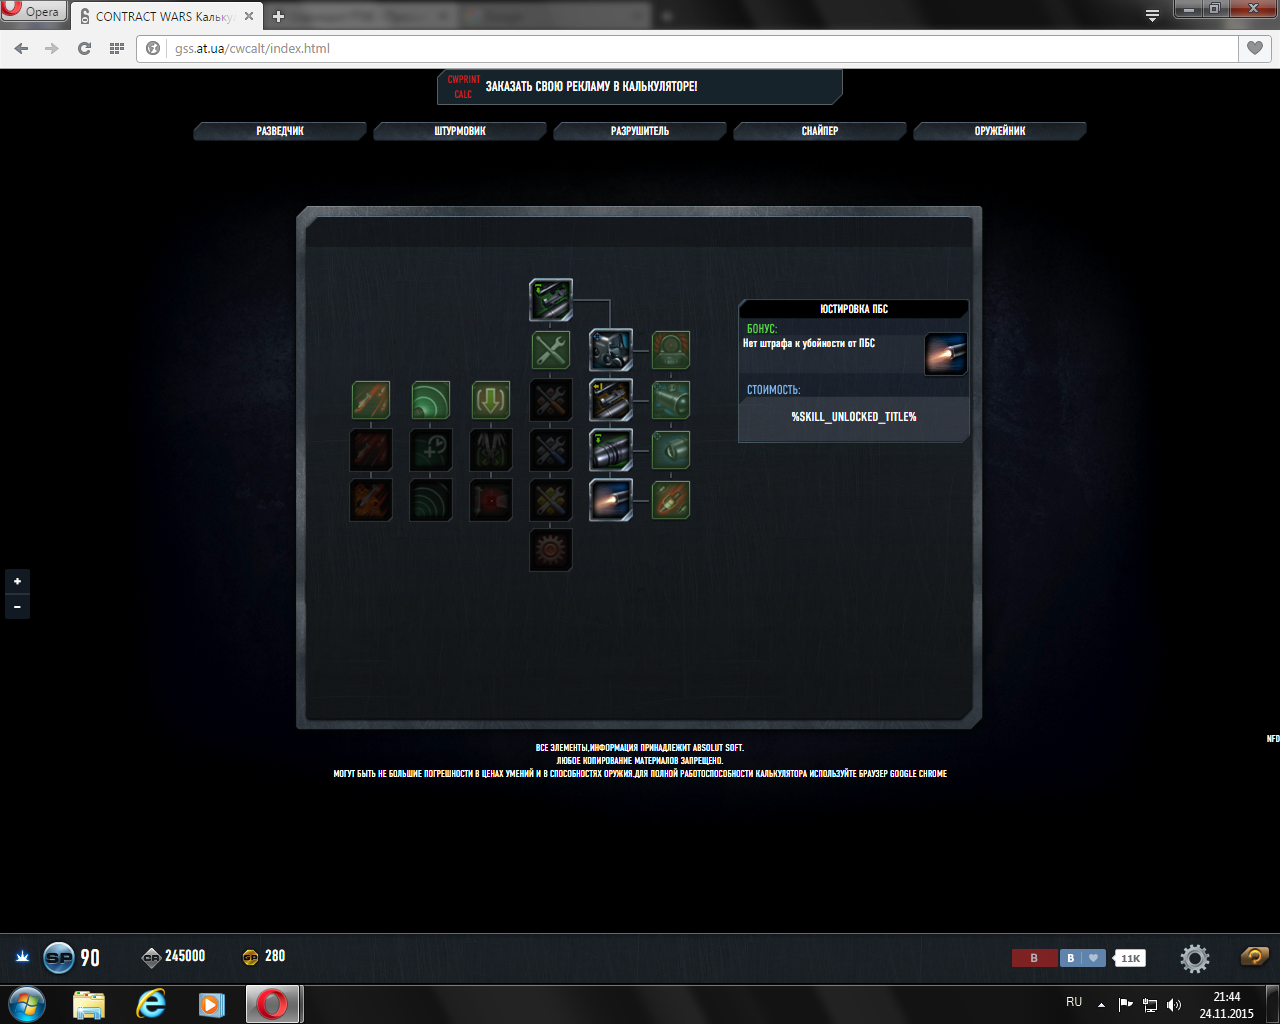 Opera
CONTRACT WARS Кальку
gss.at.ua/cwcalt/index.html
CWPRINT
CALC
ЗАКАЗАТЬ СВОЮ РЕКЛАМУ В КАЛЬКУЛЯТОРЕ!
РАЗВЕДЧИК
ШТУРМОВИК
РАЗРУШИТЕЛЬ
СНАЙПЕР
ОРУЖЕЙНИК
ЮСТИРОВКА ПБС
БОНУС:
Нет штрафа к убойности от ПБС
СТОИМОСТЬ:
%SKILL_UNLOCKED_TITLE%
+
-
NFD
ВСЕ ЭЛЕМЕНТЫ,ИНФОРМАЦИЯ ПРИНАДЛЕЖИТ ABSOLUT SOFT.
ЛЮБОЕ КОПИРОВАНИЕ МАТЕРИАЛОВ ЗАПРЕЩЕНО.
МОГУТ БЫТЬ НЕ БОЛЬШИЕ ПОГРЕШНОСТИ В ЦЕНАХ УМЕНИЙ И В СПОСОБНОСТЯХ ОРУЖИЯ.ДЛЯ ПОЛНОЙ РАБОТОСПОСОБНОСТИ КАЛЬКУЛЯТОРА ИСПОЛЬЗУЙТЕ БРАУЗЕР GOOGLE CHROME
SP 90
CR 245000
GP 280
B
B
11K
RU
21:44
24.11.2015